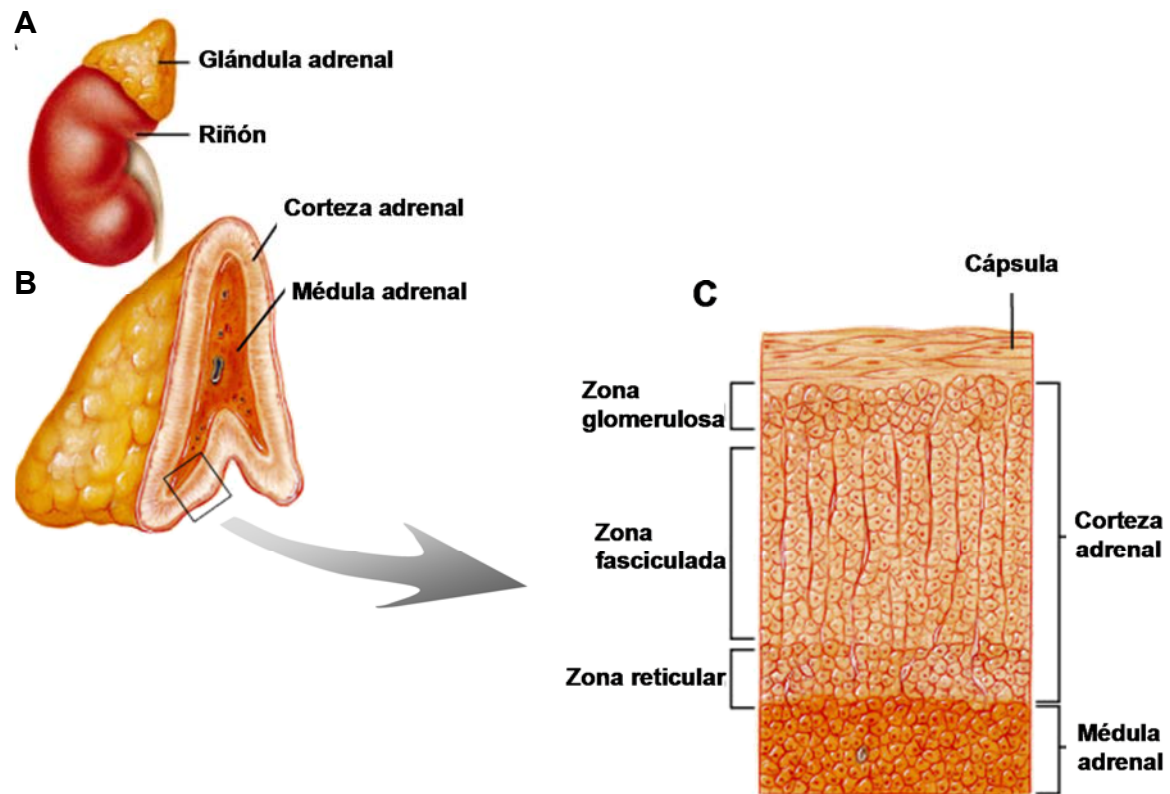 A
Glándula adrenal
Riñón
Corteza adrenal
B
Médula adrenal
Cápsula
C
Zona
glomerulosa
Zona
fasciculada
Corteza
adrenal
Zona reticular
Médula
adrenal